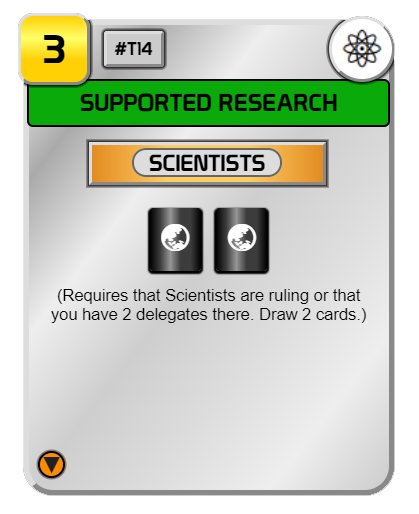 3
#T14
SUPPORTED RESEARCH
SCIENTISTS
(Requires that Scientists are ruling or that
you have 2 delegates there. Draw 2 cards.)